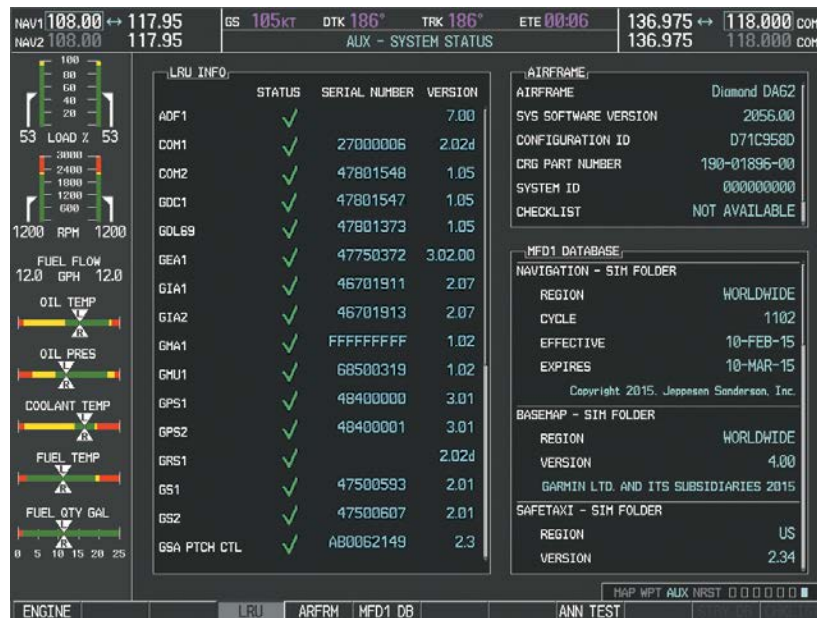 NAV1 108.00 ↔ 117.95
NAV2 108.00 117.95
GS 105KT DTK 186° TRK 186° ETE 00:06
AUX - SYSTEM STATUS
136.975 ↔ 118.000 COM
136.975 118.000 COM
100
80
60
40
20
53 LOAD % 53
3000
2400
1800
1200
600
1200 RPM 1200
FUEL FLOW
12.0 GPH 12.0
OIL TEMP
L
R
OIL PRES
L
R
COOLANT TEMP
L
R
FUEL TEMP
L
R
FUEL QTY GAL
L
R
0 5 10 15 20 25
LRU INFO
STATUS SERIAL NUMBER VERSION
ADF1 ✓ 7.00
COM1 ✓ 27000006 2.02d
COM2 ✓ 47801548 1.05
GDC1 ✓ 47801547 1.05
GDL69 ✓ 47801373 1.05
GEA1 ✓ 47750372 3.02.00
GIA1 ✓ 46701911 2.07
GIA2 ✓ 46701913 2.07
GMA1 ✓ FFFFFFFFF 1.02
GMU1 ✓ 68500319 1.02
GPS1 ✓ 48400000 3.01
GPS2 ✓ 48400001 3.01
GRS1 ✓ 2.02d
GS1 ✓ 47500593 2.01
GS2 ✓ 47500607 2.01
GSA PTCH CTL ✓ AB0062149 2.3
AIRFRAME
AIRFRAME Diamond DA62
SYS SOFTWARE VERSION 2056.00
CONFIGURATION ID D71C958D
CRG PART NUMBER 190-01896-00
SYSTEM ID 000000000
CHECKLIST NOT AVAILABLE
MFD1 DATABASE
NAVIGATION - SIM FOLDER
REGION WORLDWIDE
CYCLE 1102
EFFECTIVE 10-FEB-15
EXPIRES 10-MAR-15
Copyright 2015. Jeppesen Sanderson, Inc.
BASEMAP - SIM FOLDER
REGION WORLDWIDE
VERSION 4.00
GARMIN LTD. AND ITS SUBSIDIARIES 2015
SAFETAXI - SIM FOLDER
REGION US
VERSION 2.34
MAP WPT AUX NRST
ENGINE LRU ARFRM MFD1 DB ANN TEST